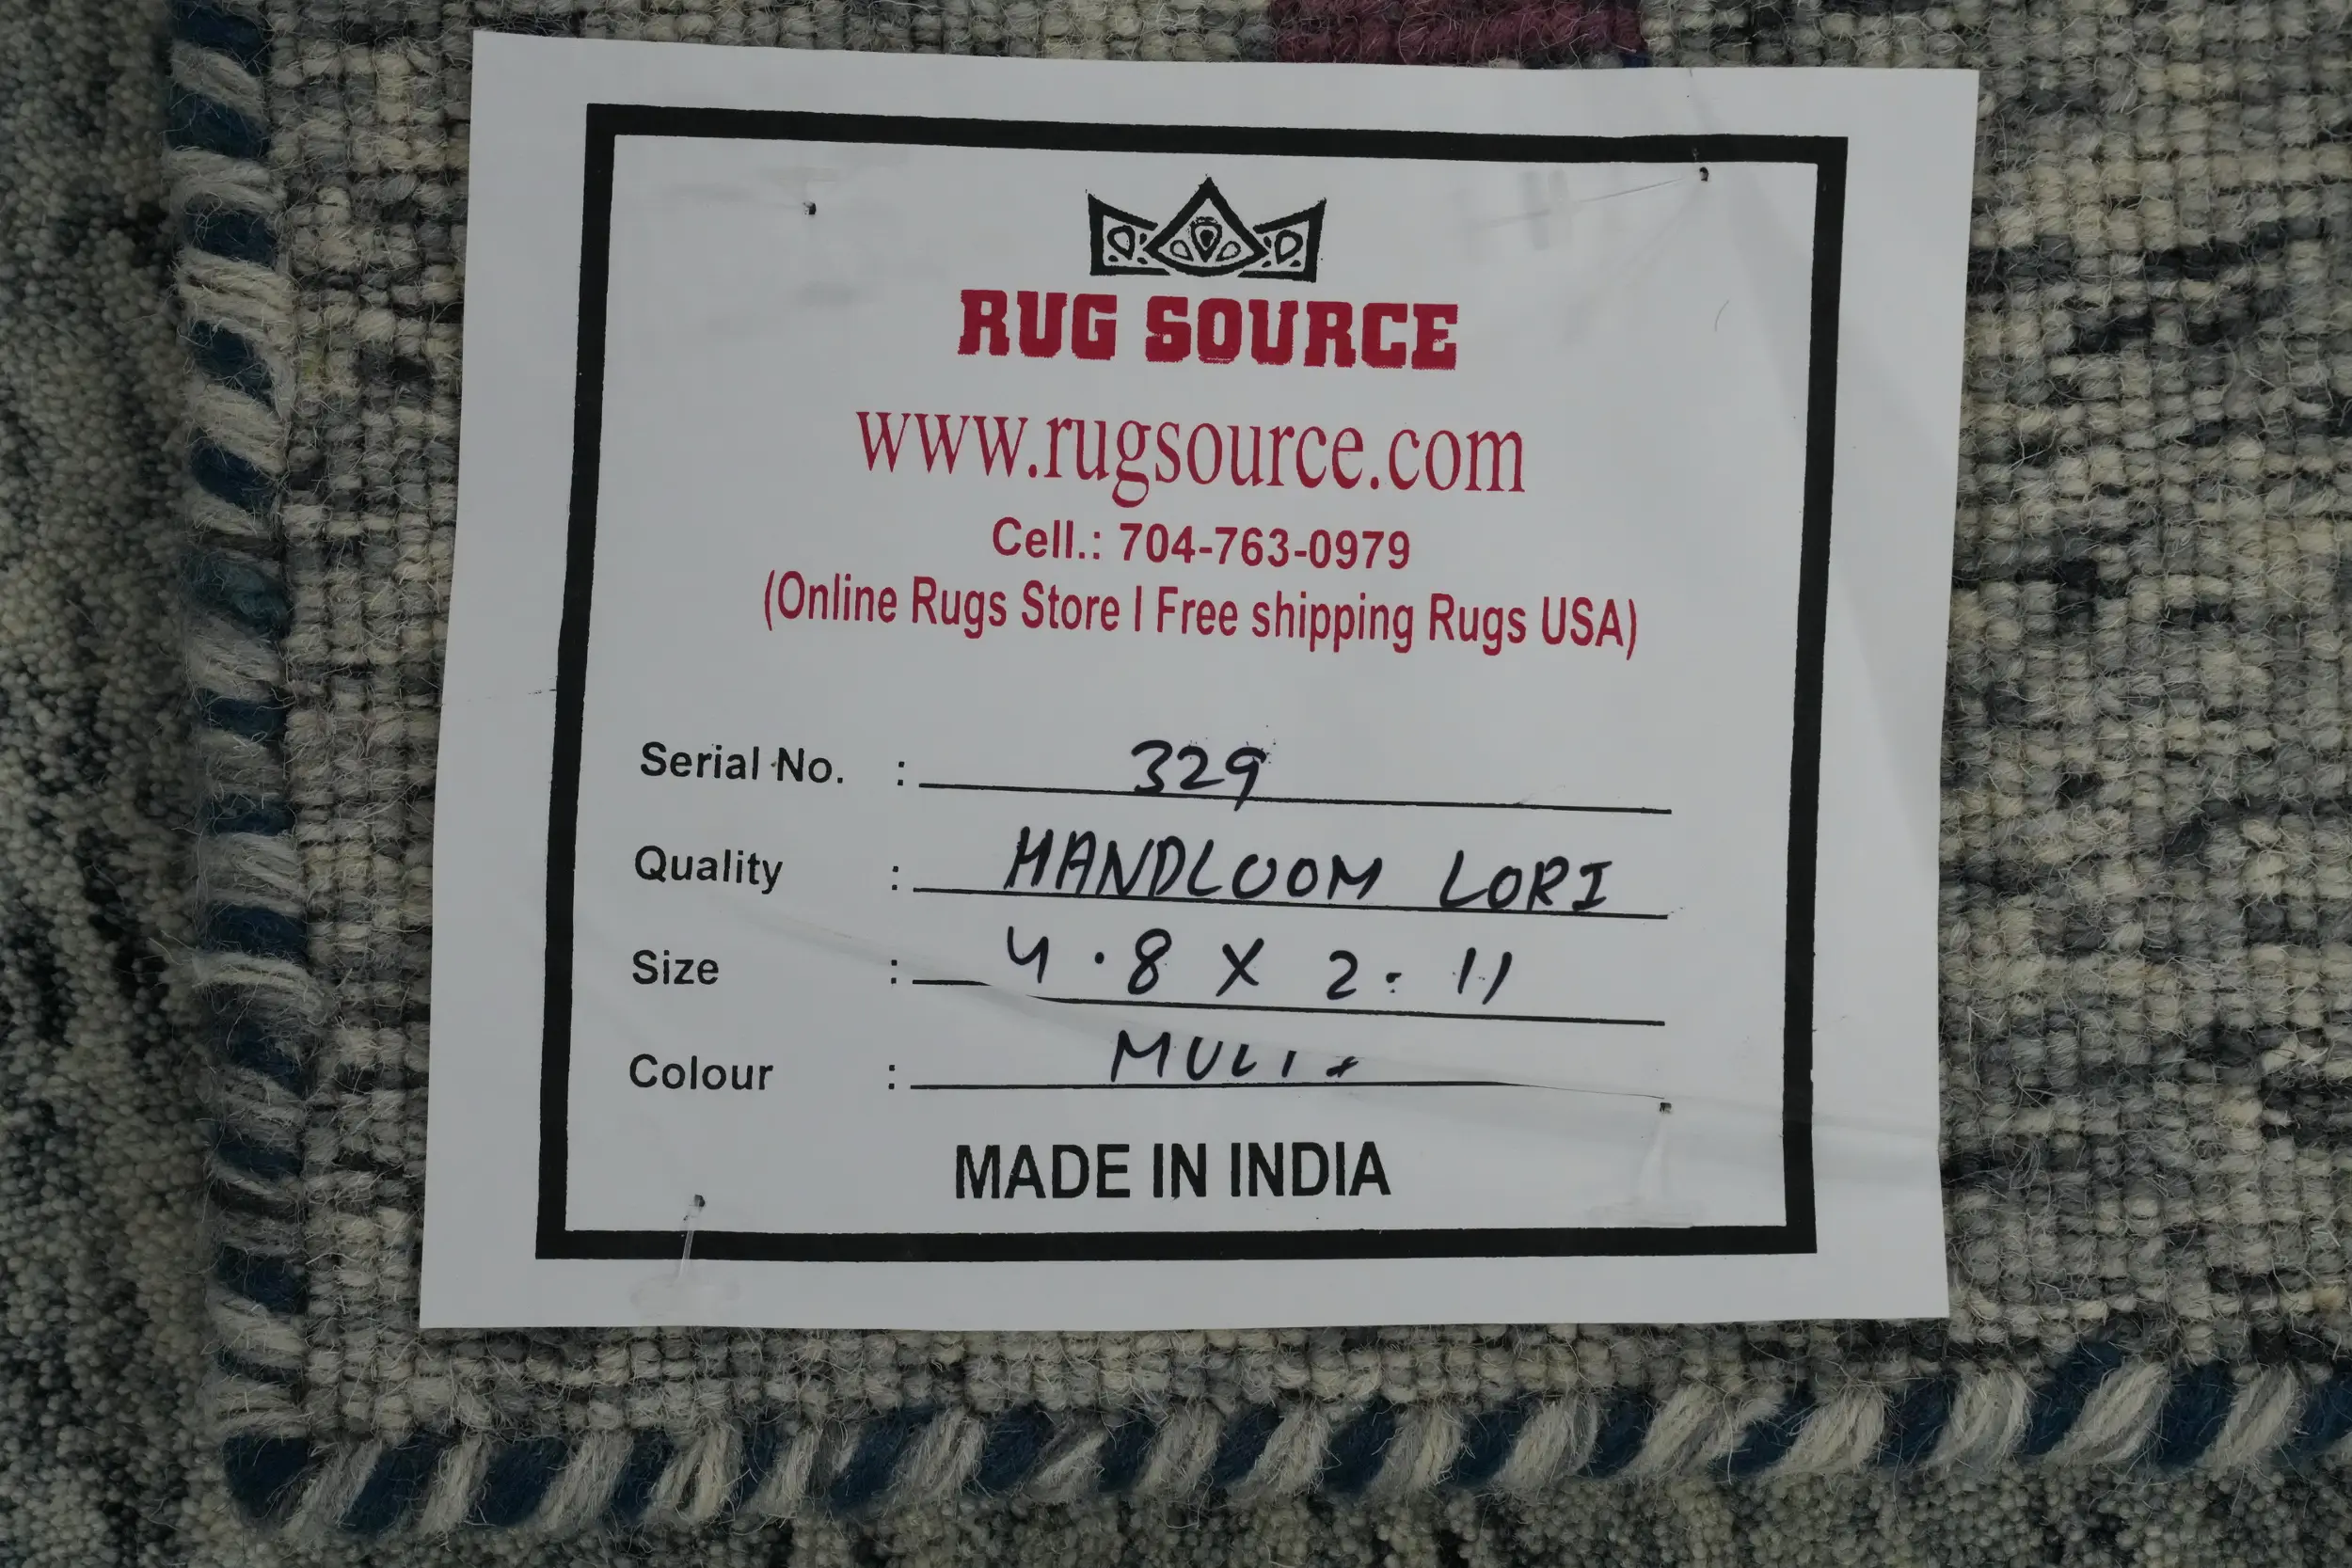 RUG SOURCE
www.rugsource.com
Cell.: 704-763-0979
(Online Rugs Store I Free shipping Rugs USA)
Serial No. : 329
Quality : HANDLOOM LORI
Size : 4.8 X 2.11
Colour : MULTI
MADE IN INDIA